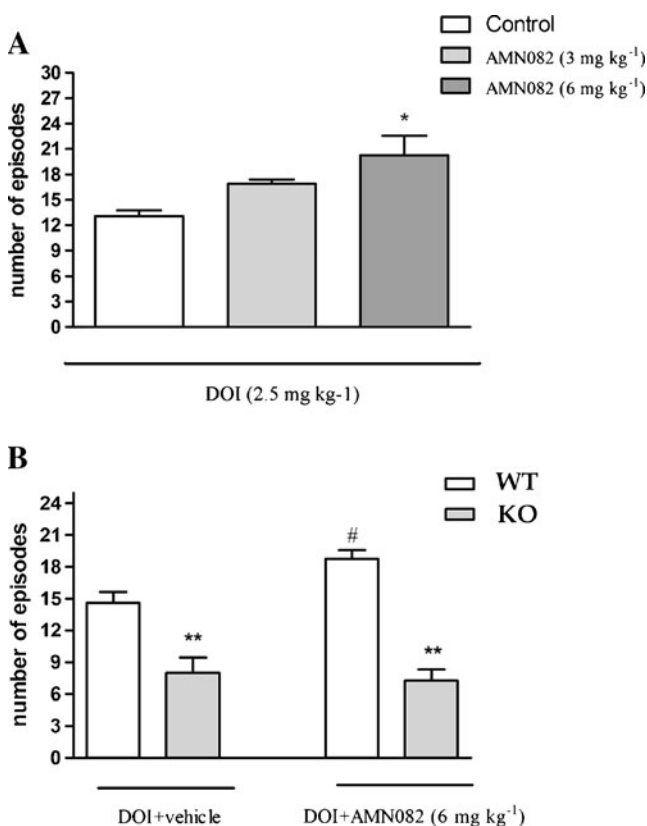 A
Control
AMN082 (3 mg kg⁻¹)
AMN082 (6 mg kg⁻¹)
number of episodes
30
27
24
21
18
15
12
9
6
3
0
*
DOI (2.5 mg kg-1)
B
WT
KO
number of episodes
24
21
18
15
12
9
6
3
0
**
#
**
DOI+vehicle
DOI+AMN082 (6 mg kg⁻¹)